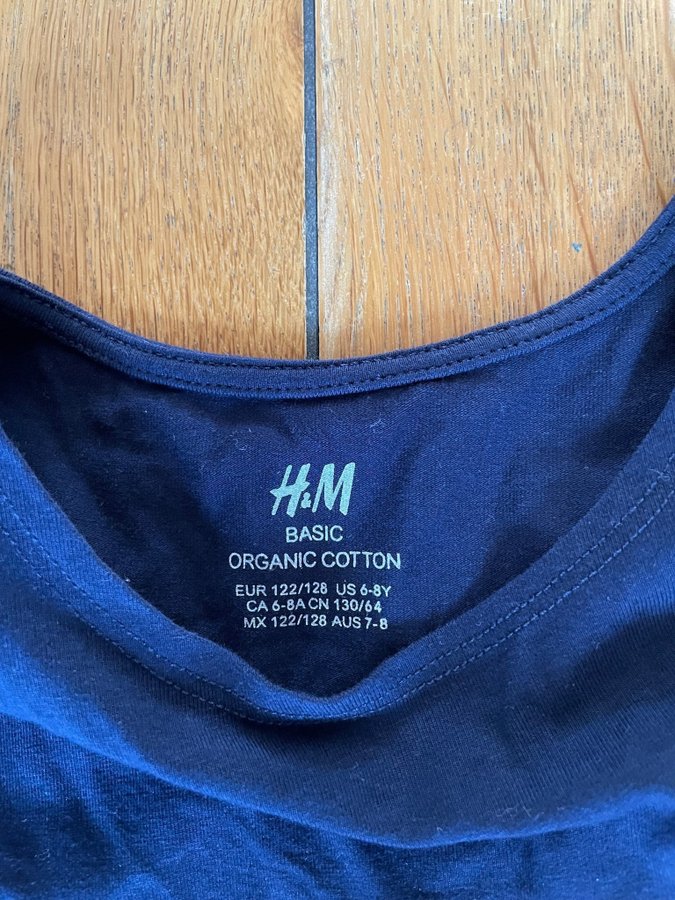 H&M
BASIC
ORGANIC COTTON
EUR 122/128 US 6-8Y
CA 6-8A CN 130/64
MX 122/128 AUS 7-8